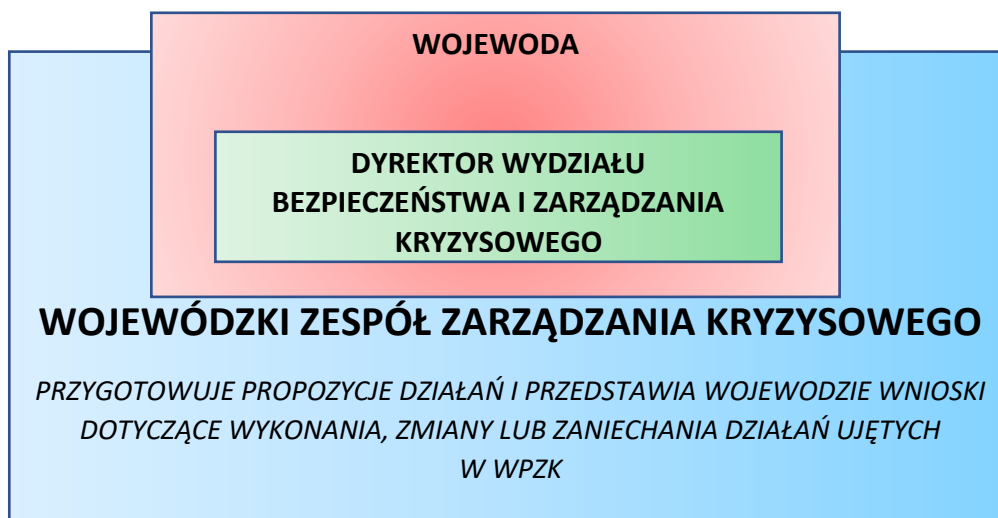 WOJEWODA
DYREKTOR WYDZIAŁU
BEZPIECZEŃSTWA I ZARZĄDZANIA
KRYZYSOWEGO
WOJEWÓDZKI ZESPÓŁ ZARZĄDZANIA KRYZYSOWEGO
PRZYGOTOWUJE PROPOZYCJE DZIAŁAŃ I PRZEDSTAWIA WOJEWODZIE WNIOSKI
DOTYCZĄCE WYKONANIA, ZMIANY LUB ZANIECHANIA DZIAŁAŃ UJĘTYCH
W WPZK